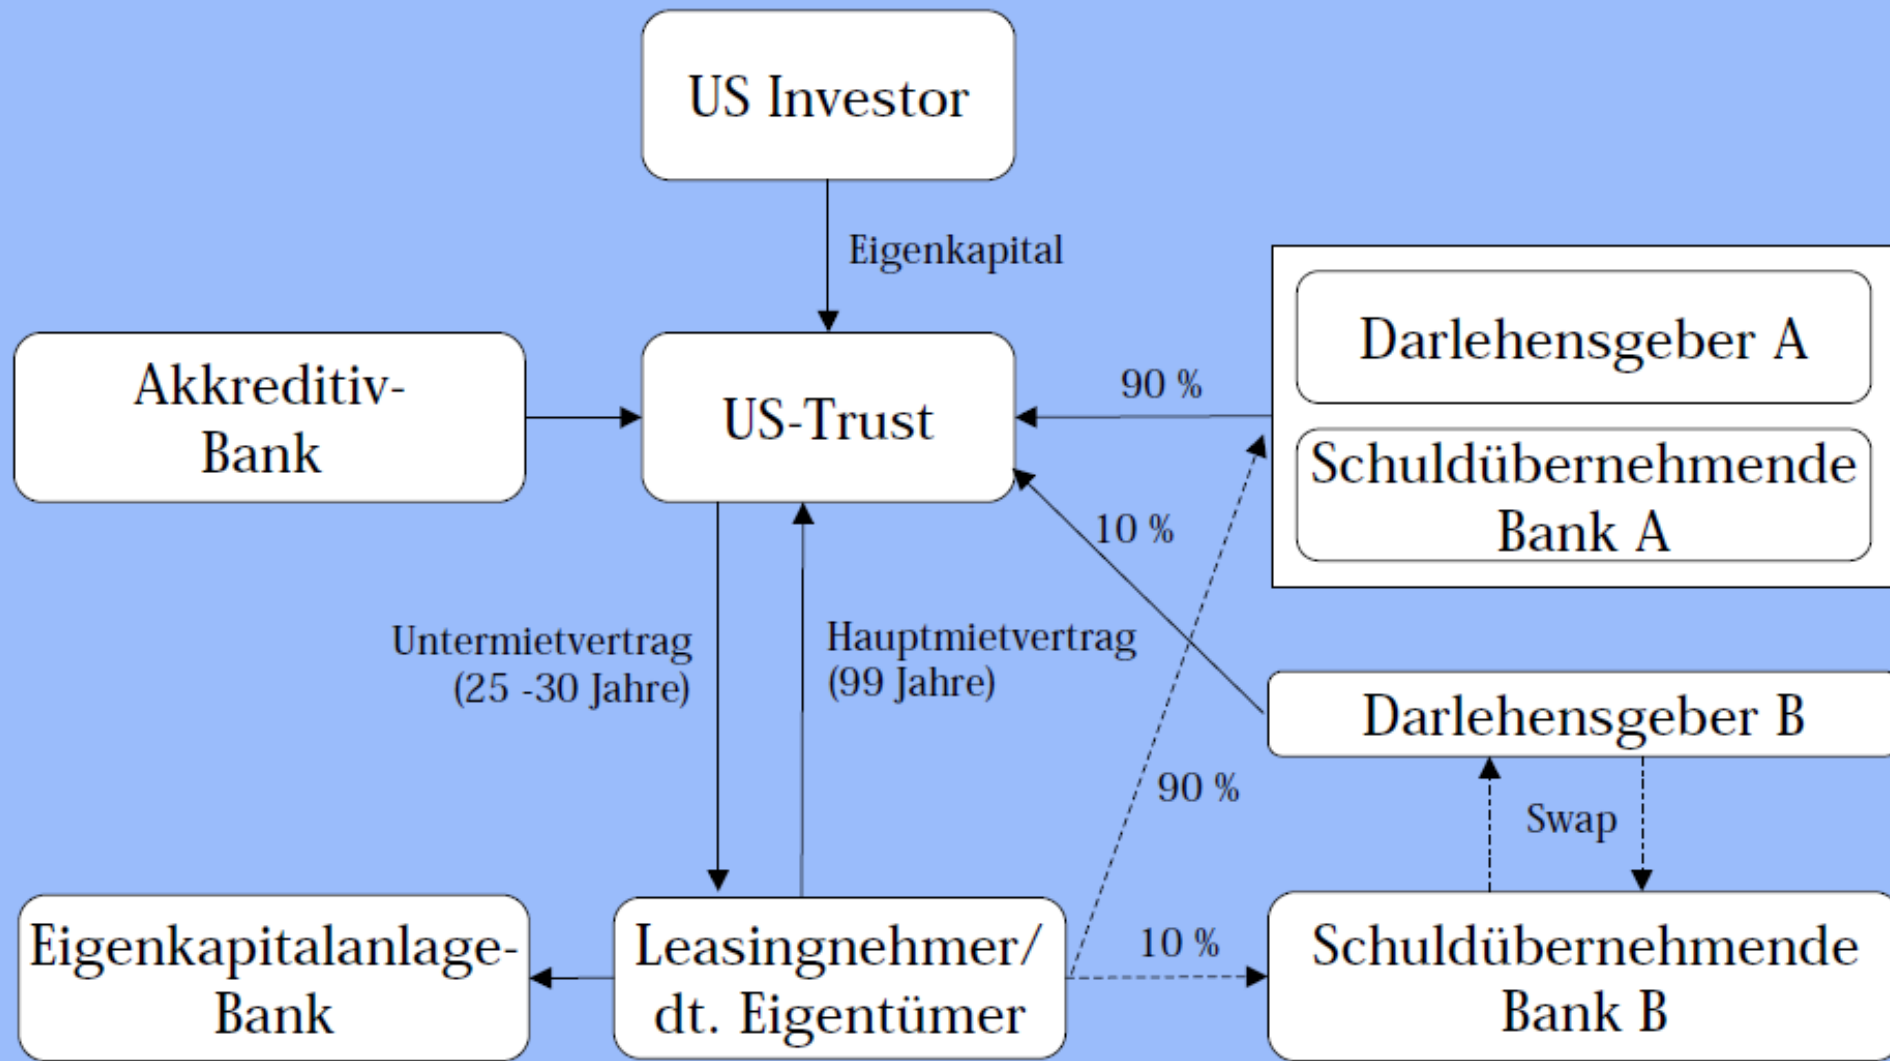 US Investor
Eigenkapital
Akkreditiv-
Bank
US-Trust
90 %
Darlehensgeber A
Schuldübernehmende
Bank A
10 %
Untermietvertrag
(25 -30 Jahre)
Hauptmietvertrag
(99 Jahre)
Darlehensgeber B
90 %
Swap
Eigenkapitalanlage-
Bank
Leasingnehmer/
dt. Eigentümer
10 %
Schuldübernehmende
Bank B